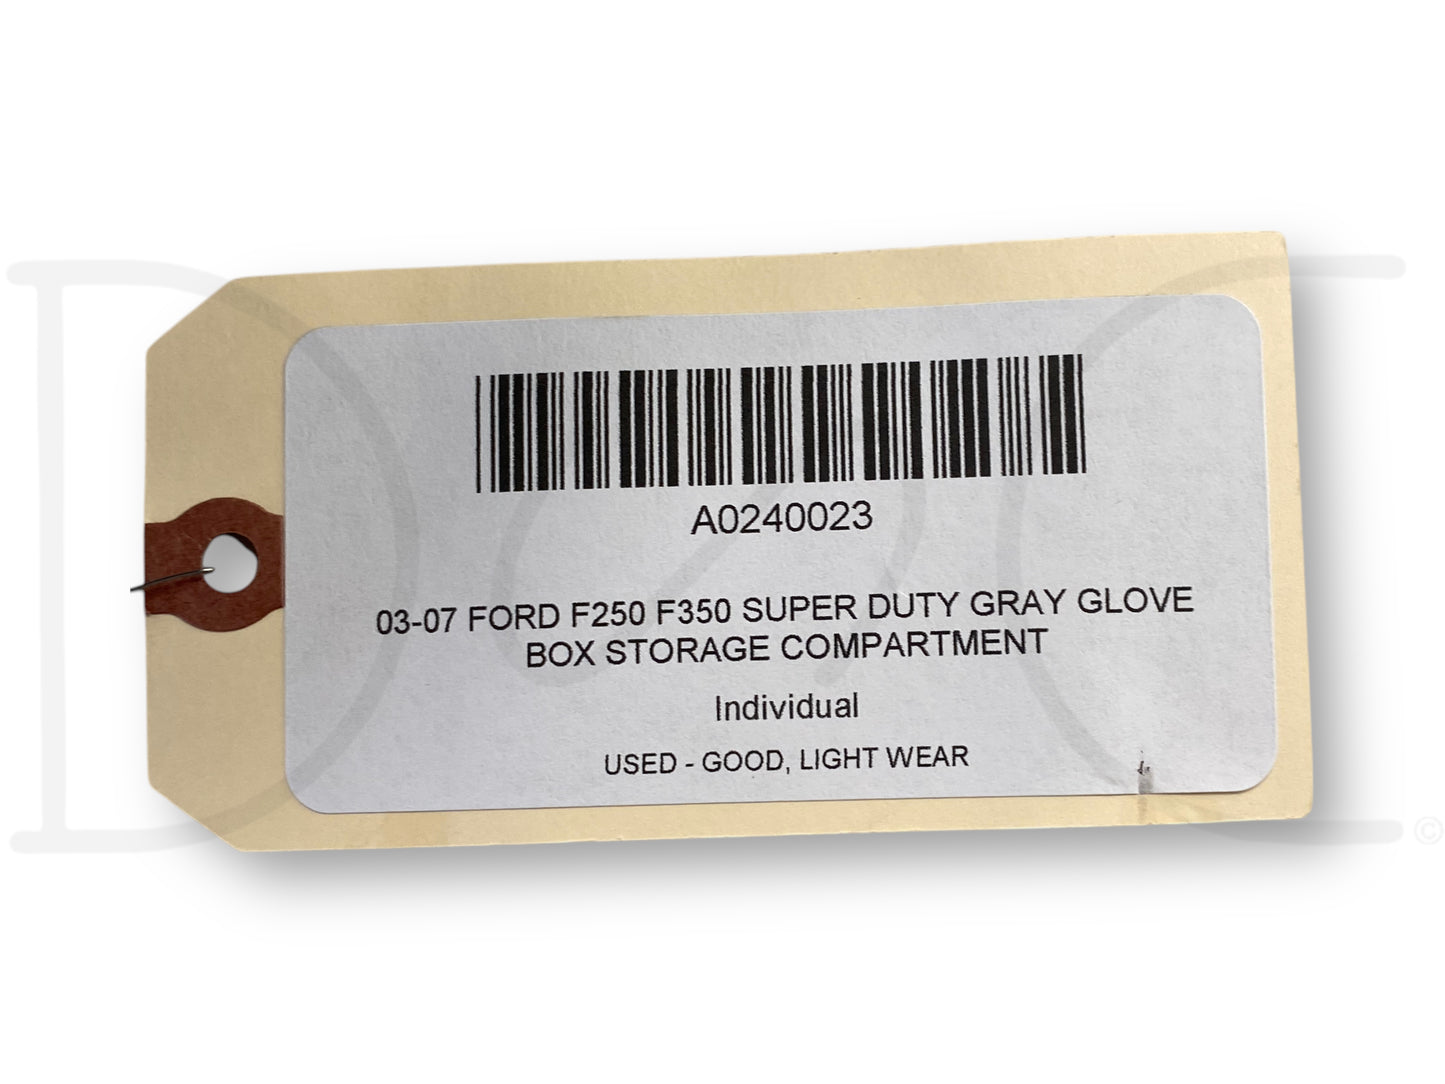 A0240023
03-07 FORD F250 F350 SUPER DUTY GRAY GLOVE
BOX STORAGE COMPARTMENT
Individual
USED - GOOD, LIGHT WEAR
©